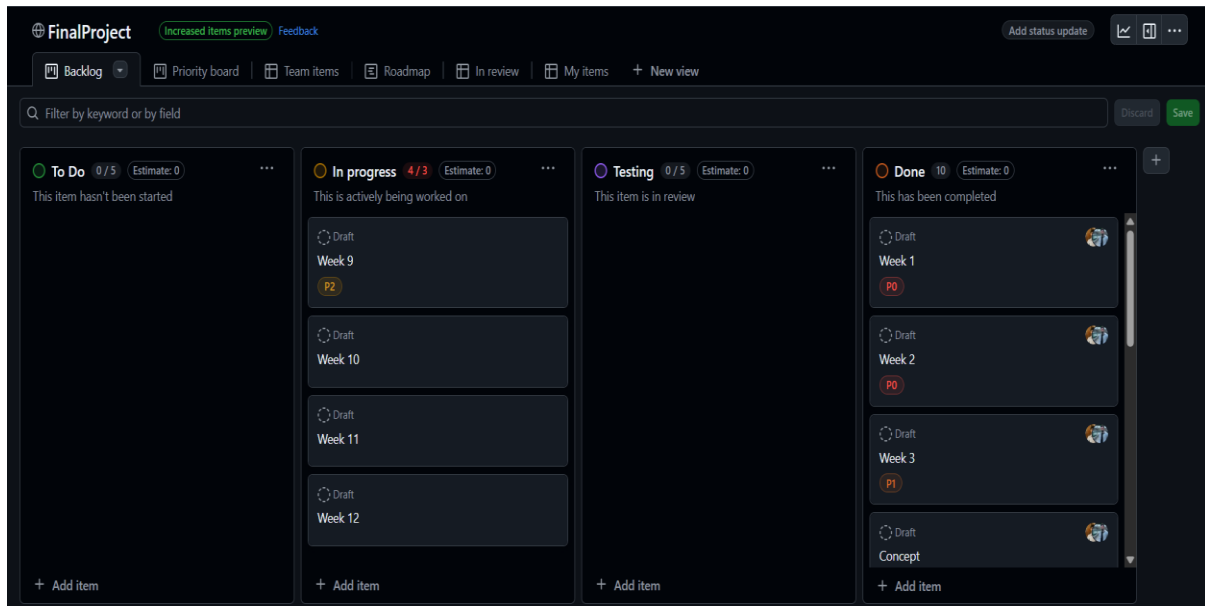 FinalProject Increased items preview Feedback Add status update
Backlog Priority board Team items Roadmap In review My items + New view
Filter by keyword or by field Discard Save
To Do 0 / 5 Estimate: 0
This item hasn't been started
+ Add item
In progress 4 / 3 Estimate: 0
This is actively being worked on
Draft
Week 9
P2
Draft
Week 10
Draft
Week 11
Draft
Week 12
+ Add item
Testing 0 / 5 Estimate: 0
This item is in review
+ Add item
Done 10 Estimate: 0
This has been completed
Draft
Week 1
P0
Draft
Week 2
P0
Draft
Week 3
P1
Draft
Concept
+ Add item